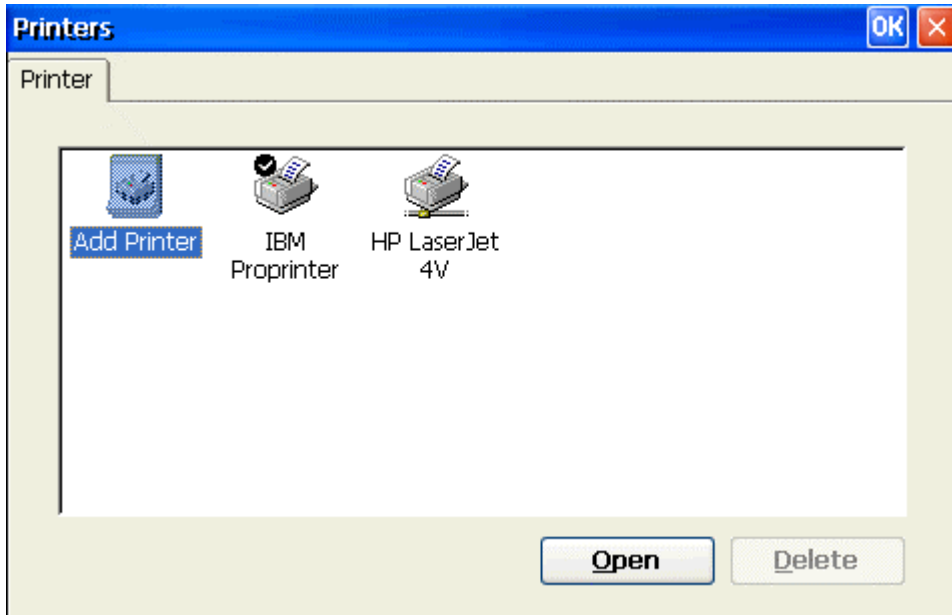 Printers
OK
Printer
Add Printer
IBM
Proprinter
HP LaserJet
4V
Open
Delete